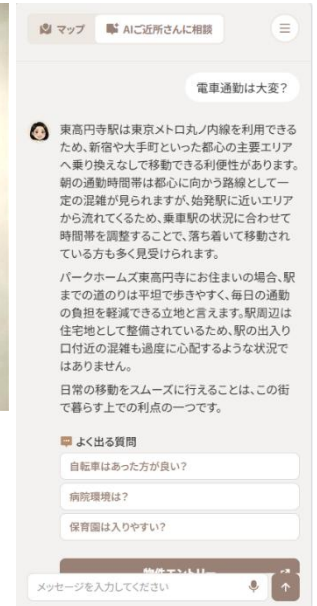 マップ
AIご近所さんに相談
電車通勤は大変？
東高円寺駅は東京メトロ丸ノ内線を利用できる
ため、新宿や大手町といった都心の主要エリア
へ乗り換えなしで移動できる利便性があります。
朝の通勤時間帯は都心に向かう路線として一
定の混雑が見られますが、始発駅に近いエリア
から流れてくるため、乗車駅の状況に合わせて
時間帯を調整することで、落ち着いて移動され
ている方も多く見受けられます。
パークホームズ東高円寺にお住まいの場合、駅
までの道のりは平坦で歩きやすく、毎日の通勤
の負担を軽減できる立地と言えます。駅周辺は
住宅地として整備されているため、駅の出入り
口付近の混雑も過度に心配するような状況で
はありません。
日常の移動をスムーズに行えることは、この街
で暮らす上での利点の一つです。
よく出る質問
自転車はあった方が良い？
病院環境は？
保育園は入りやすい？
物件エントリー
メッセージを入力してください